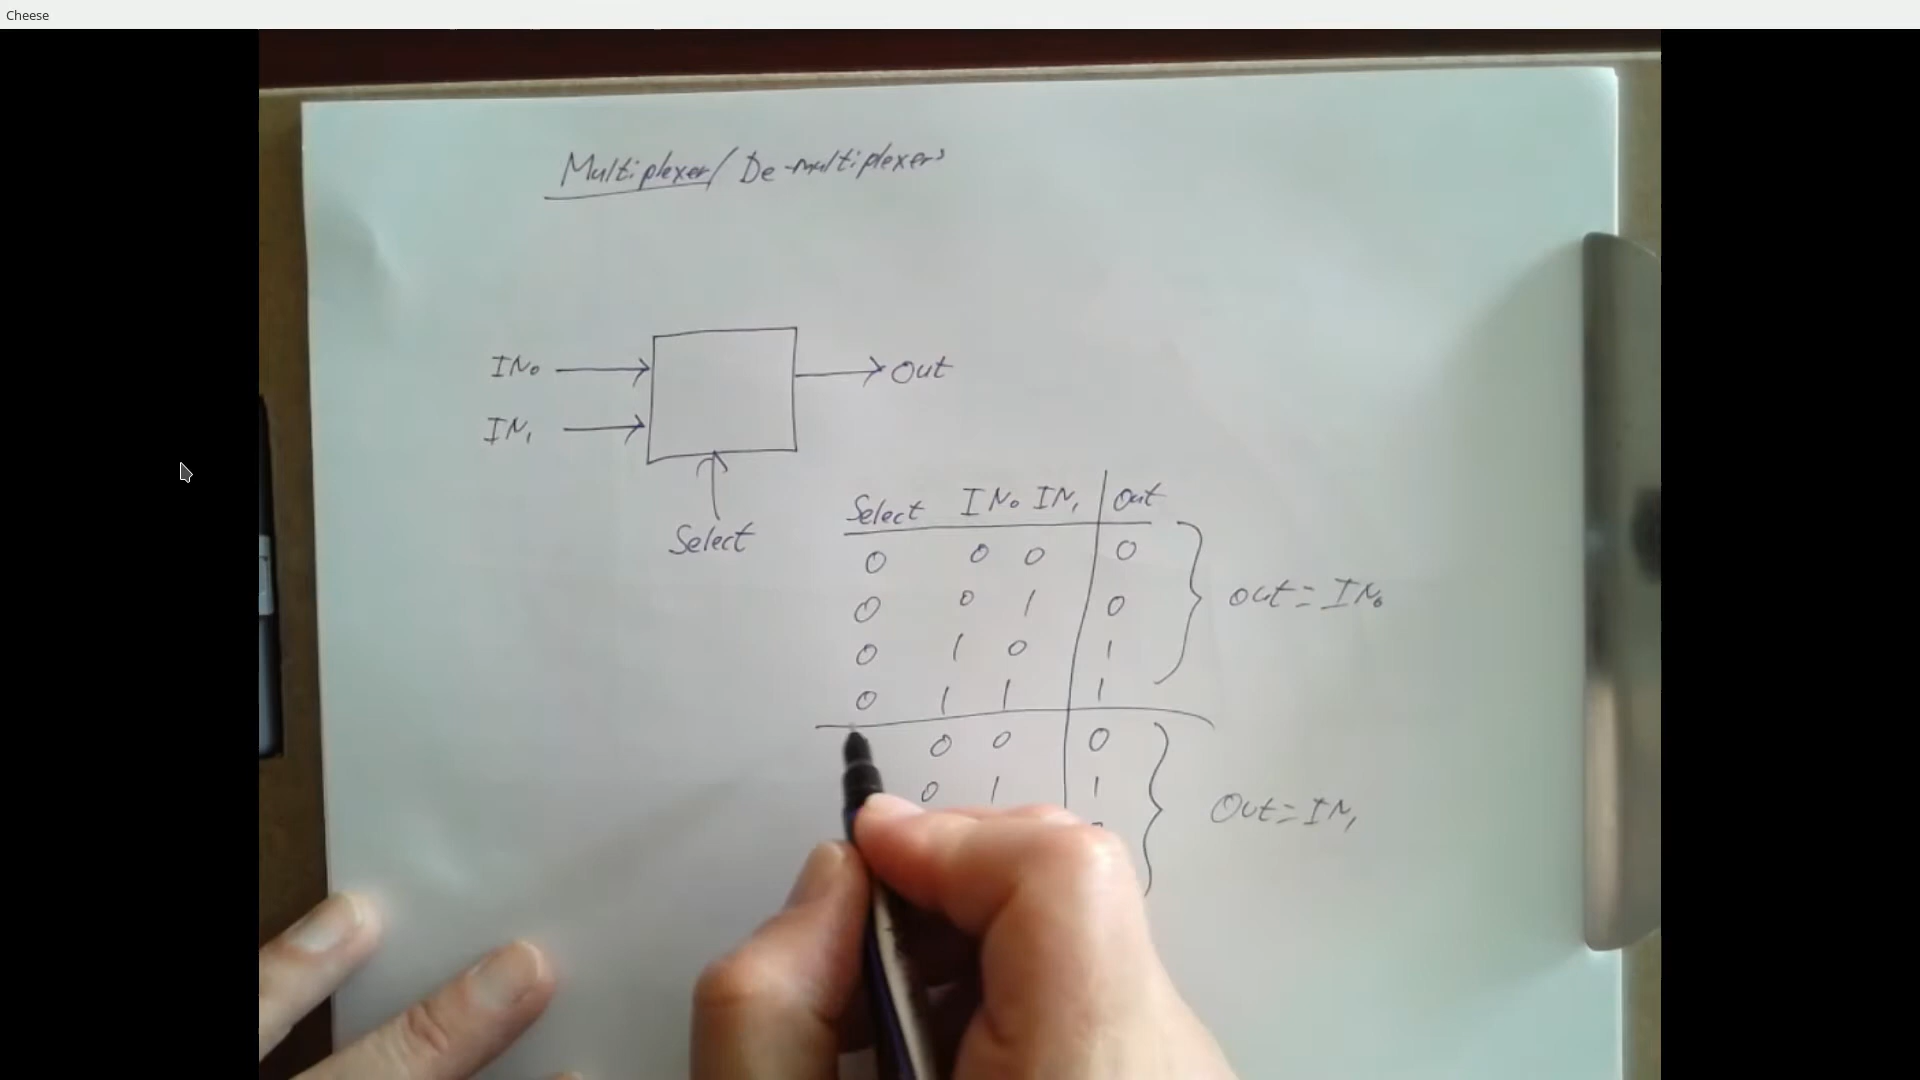 Cheese
Multiplexer/De-multiplexers
IN₀ Out
IN₁
Select
Select IN₀ IN₁ Out
0 0 0 0
0 0 1 0
0 1 0 1
0 1 1 1
Out = IN₀
0 0 0
0 1 1
Out = IN₁